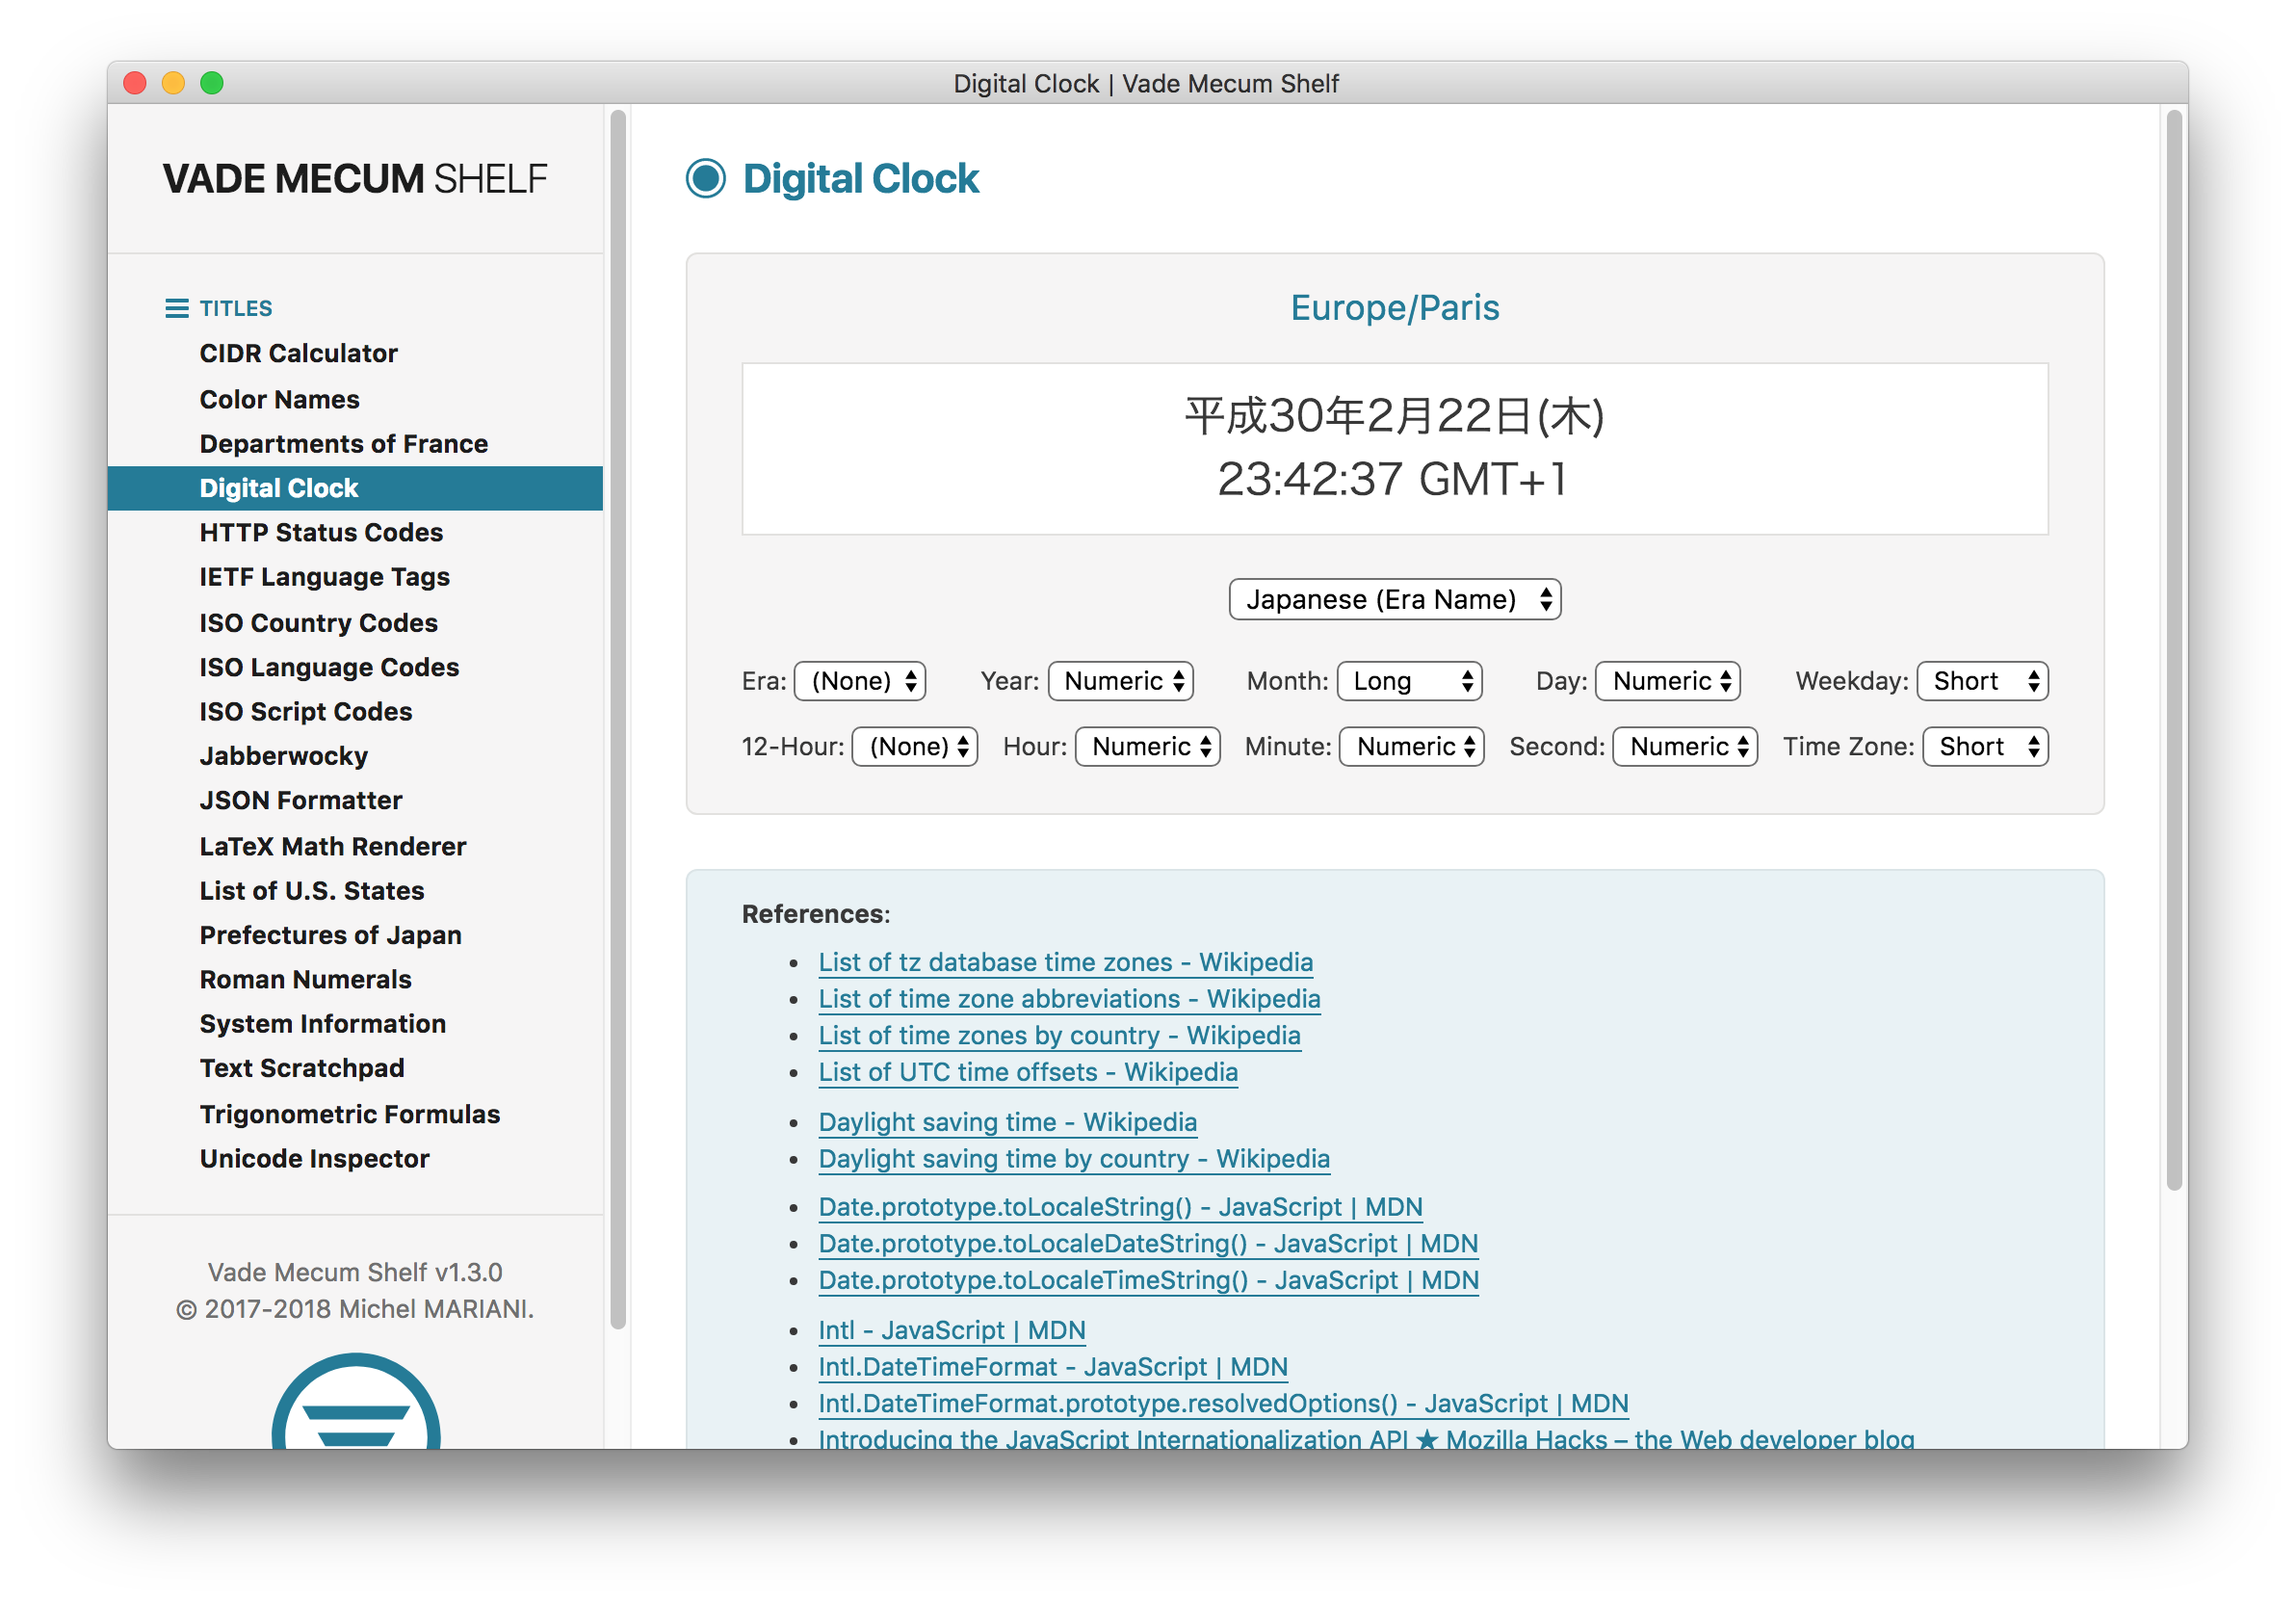 Digital Clock | Vade Mecum Shelf
VADE MECUM SHELF
TITLES
CIDR Calculator
Color Names
Departments of France
Digital Clock
HTTP Status Codes
IETF Language Tags
ISO Country Codes
ISO Language Codes
ISO Script Codes
Jabberwocky
JSON Formatter
LaTeX Math Renderer
List of U.S. States
Prefectures of Japan
Roman Numerals
System Information
Text Scratchpad
Trigonometric Formulas
Unicode Inspector
Vade Mecum Shelf v1.3.0
© 2017-2018 Michel MARIANI.
Digital Clock
Europe/Paris
平成30年2月22日(木)
23:42:37 GMT+1
Japanese (Era Name)
Era: (None) Year: Numeric Month: Long Day: Numeric Weekday: Short
12-Hour: (None) Hour: Numeric Minute: Numeric Second: Numeric Time Zone: Short
References:
• List of tz database time zones - Wikipedia
• List of time zone abbreviations - Wikipedia
• List of time zones by country - Wikipedia
• List of UTC time offsets - Wikipedia
• Daylight saving time - Wikipedia
• Daylight saving time by country - Wikipedia
• Date.prototype.toLocaleString() - JavaScript | MDN
• Date.prototype.toLocaleDateString() - JavaScript | MDN
• Date.prototype.toLocaleTimeString() - JavaScript | MDN
• Intl - JavaScript | MDN
• Intl.DateTimeFormat - JavaScript | MDN
• Intl.DateTimeFormat.prototype.resolvedOptions() - JavaScript | MDN
• Introducing the JavaScript Internationalization API ★ Mozilla Hacks – the Web developer blog